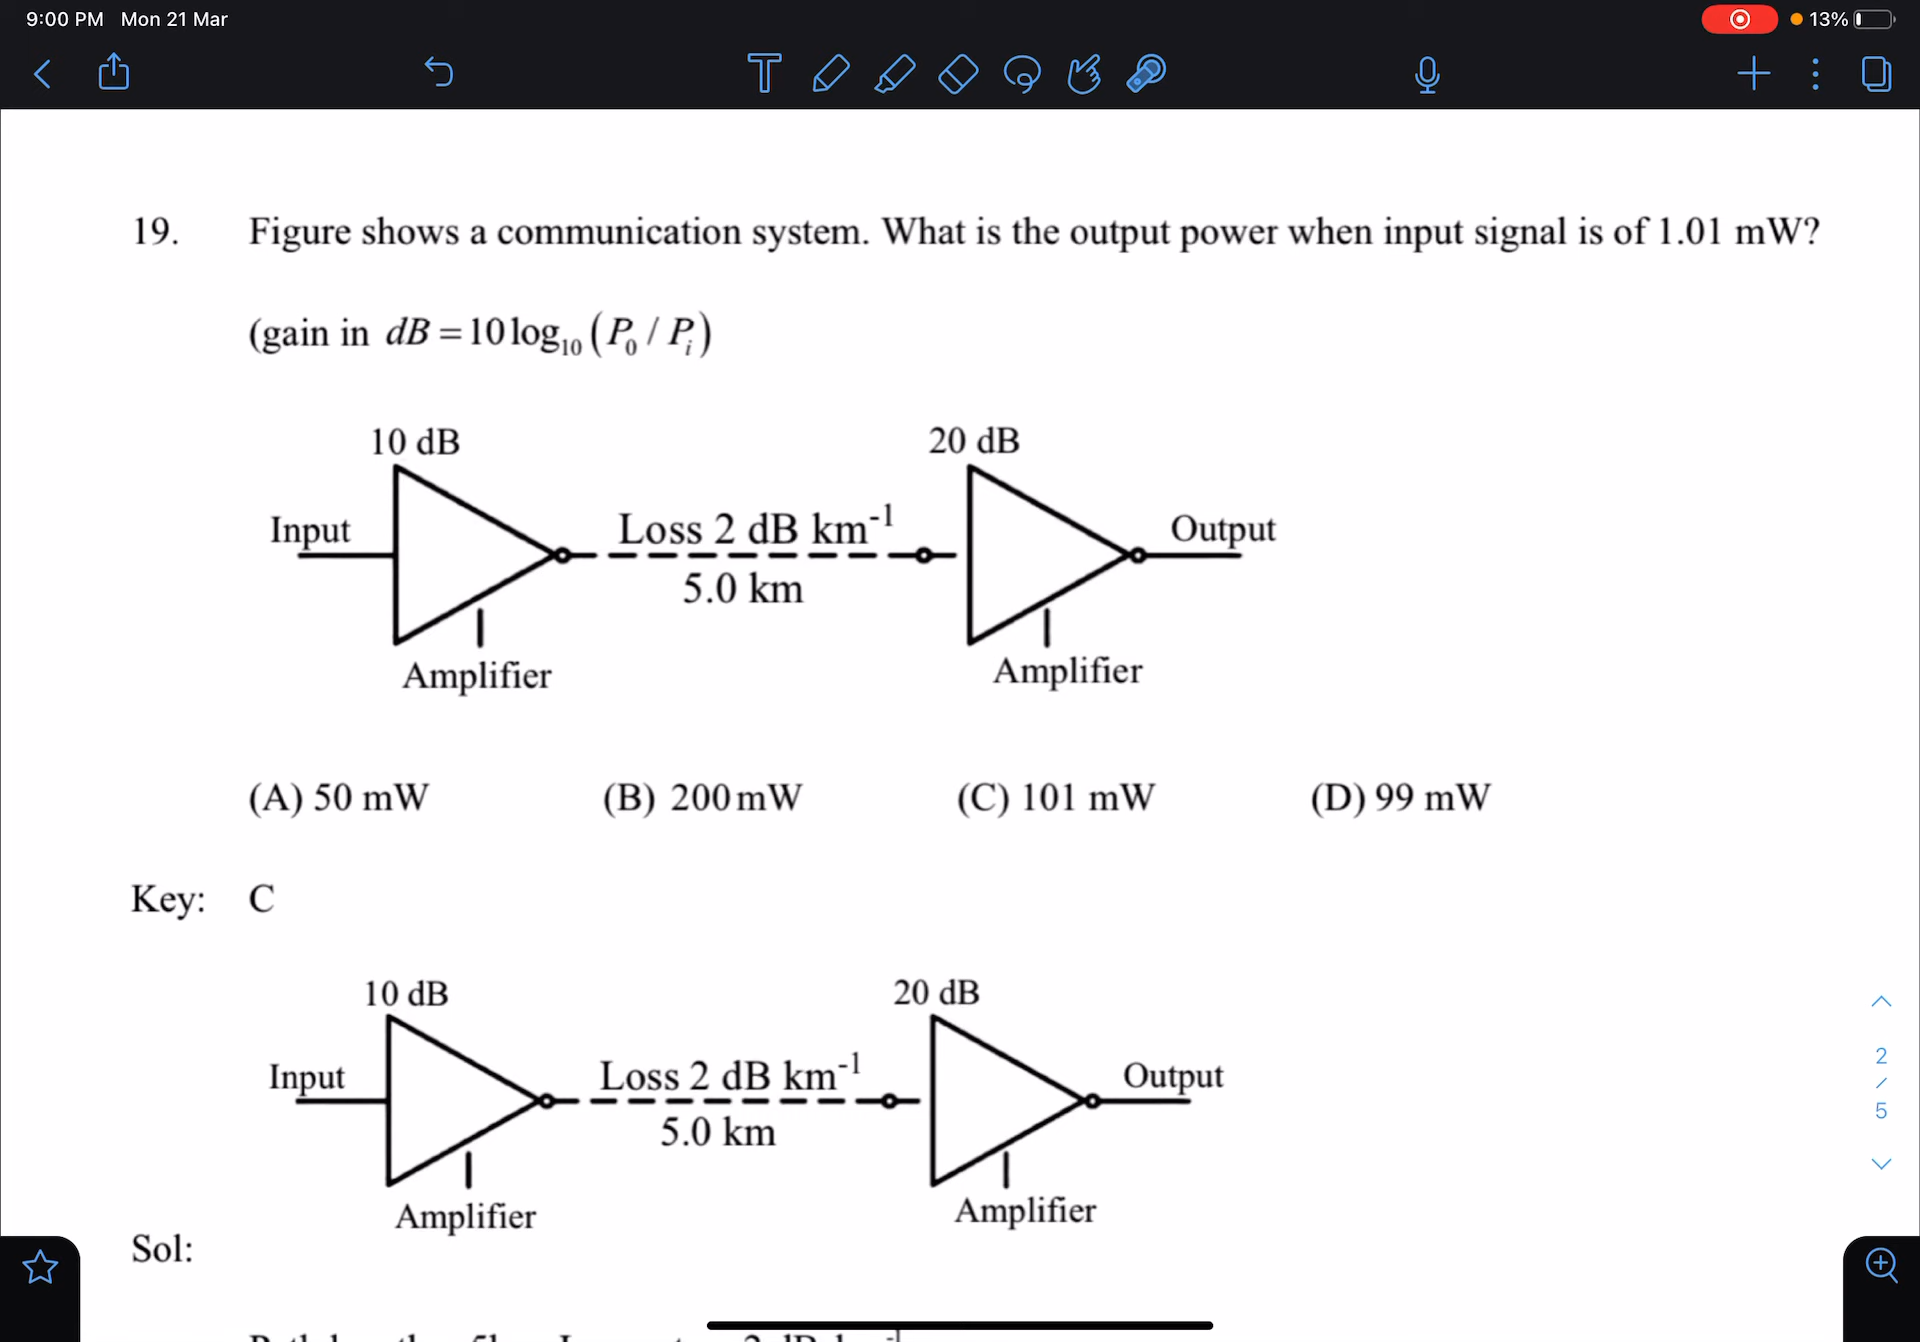 9:00 PM Mon 21 Mar
13%
19. Figure shows a communication system. What is the output power when input signal is of 1.01 mW?
(gain in dB = 10 log₁₀ (P₀ / Pᵢ)
10 dB 20 dB
Input Loss 2 dB km⁻¹ Output
5.0 km
Amplifier Amplifier
(A) 50 mW (B) 200 mW (C) 101 mW (D) 99 mW
Key: C
10 dB 20 dB
Input Loss 2 dB km⁻¹ Output
5.0 km
Amplifier Amplifier
Sol:
2
/
5